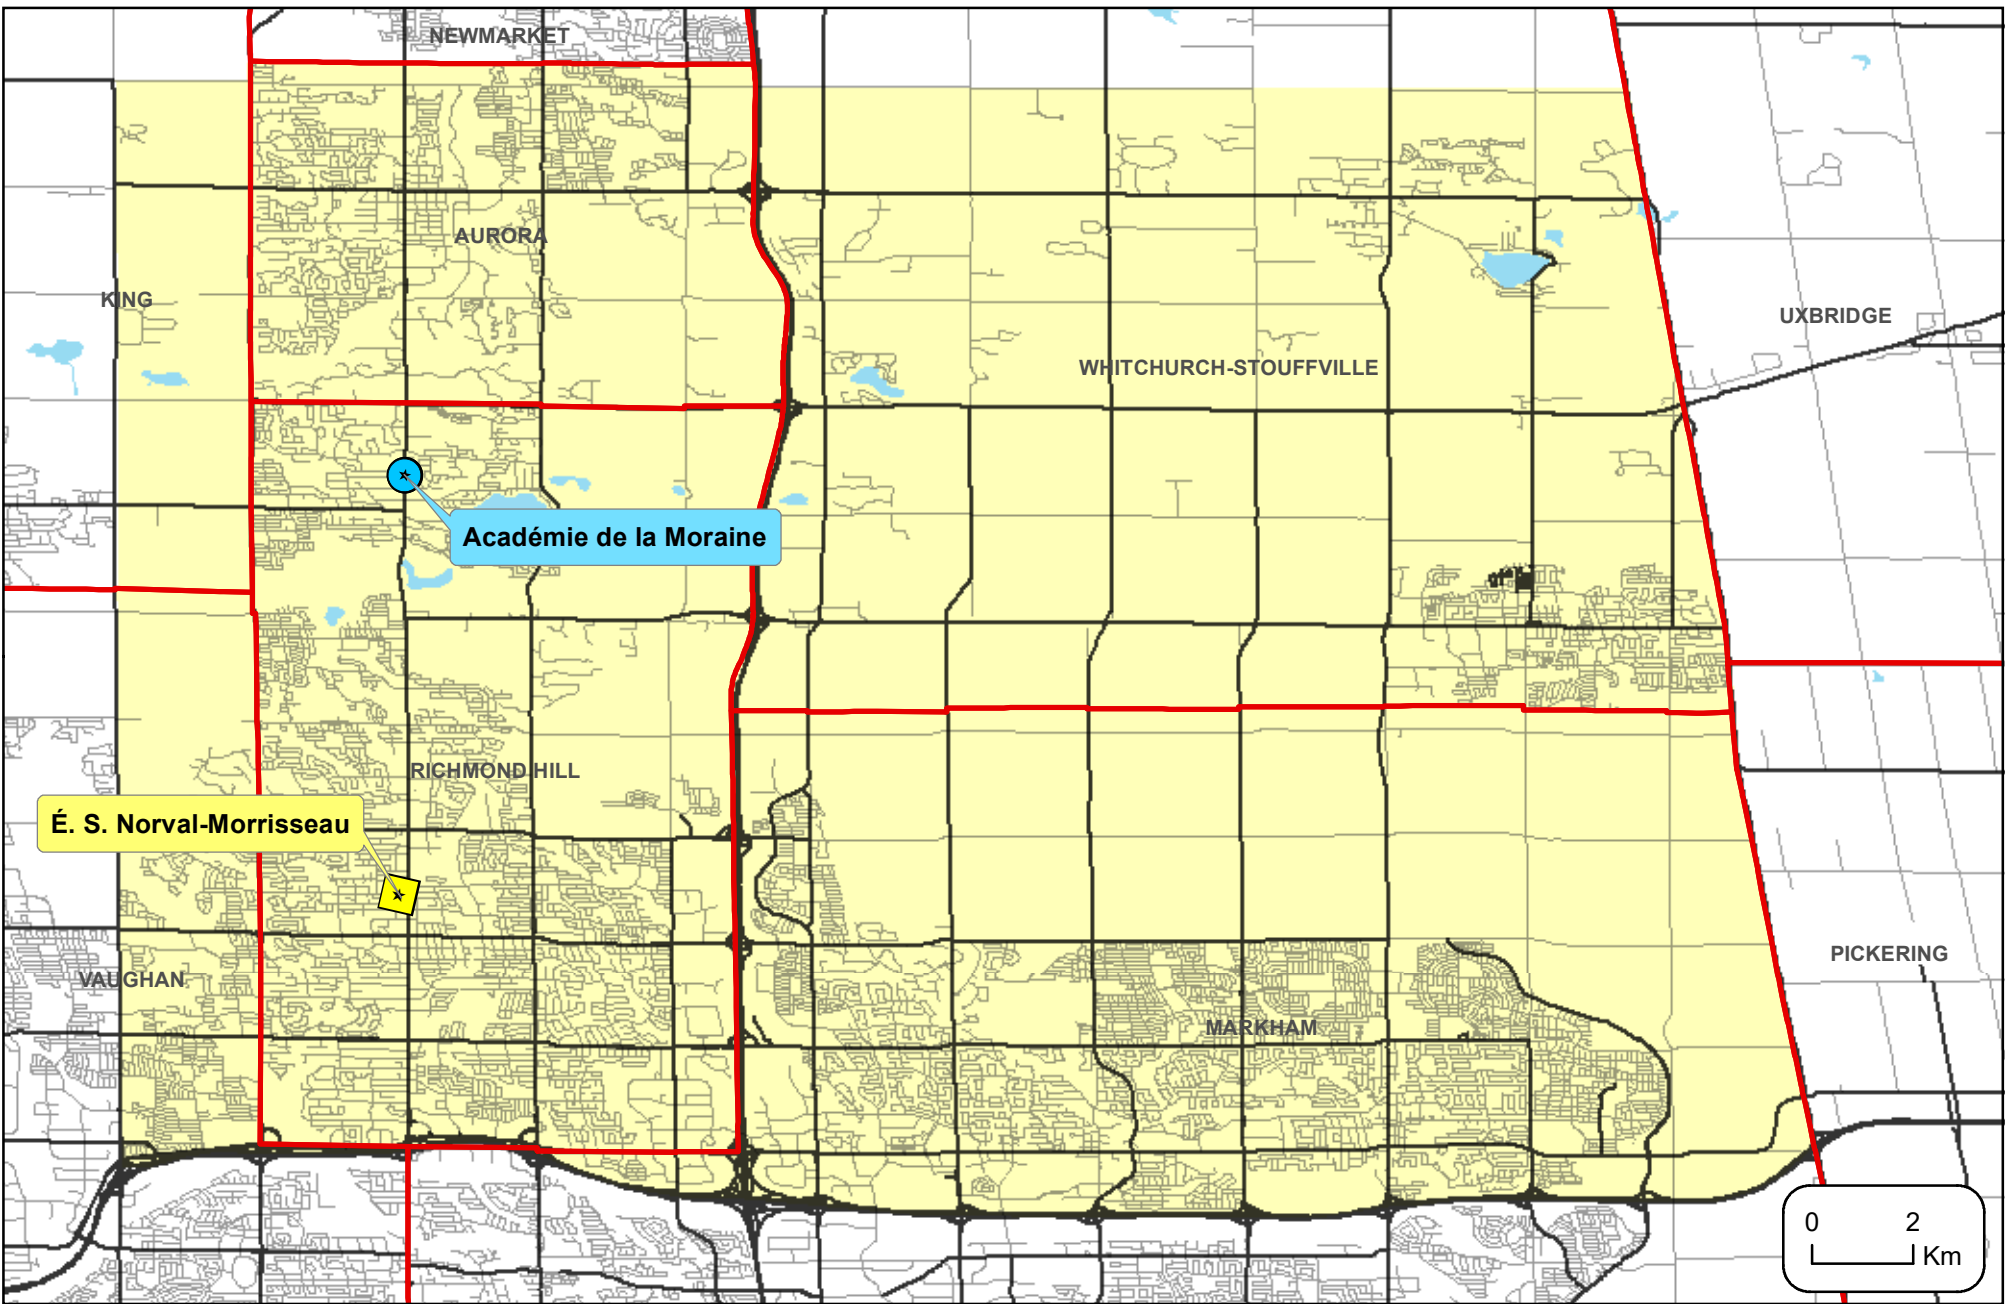 NEWMARKET
AURORA
KING
UXBRIDGE
WHITCHURCH-STOUFFVILLE
Académie de la Moraine
RICHMOND HILL
É. S. Norval-Morrisseau
PICKERING
VAUGHAN
MARKHAM
0 2
Km